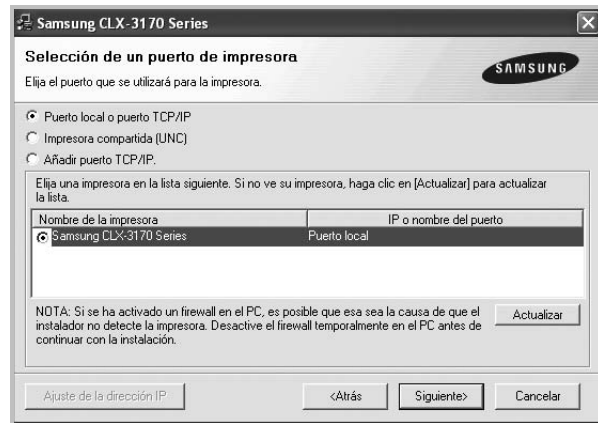 Samsung CLX-3170 Series
Selección de un puerto de impresora
Elija el puerto que se utilizará para la impresora.
SAMSUNG
Puerto local o puerto TCP/IP
Impresora compartida (UNC)
Añadir puerto TCP/IP.
Elija una impresora en la lista siguiente. Si no ve su impresora, haga clic en [Actualizar] para actualizar
la lista.
Nombre de la impresora IP o nombre del puerto
Samsung CLX-3170 Series Puerto local
NOTA: Si se ha activado un firewall en el PC, es posible que esa sea la causa de que el
instalador no detecte la impresora. Desactive el firewall temporalmente en el PC antes de
continuar con la instalación.
Actualizar
Ajuste de la dirección IP <Atrás Siguiente> Cancelar